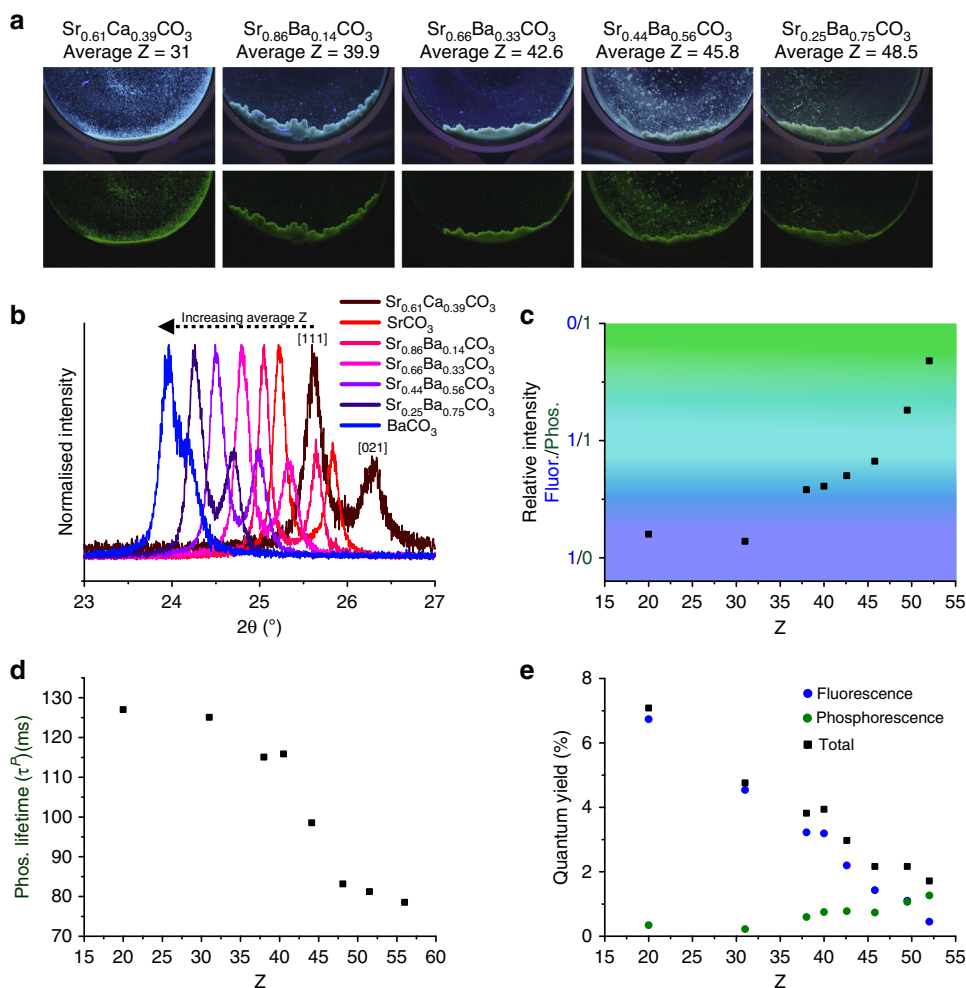 a
Sr0.61Ca0.39CO3
Average Z = 31
Sr0.86Ba0.14CO3
Average Z = 39.9
Sr0.66Ba0.33CO3
Average Z = 42.6
Sr0.44Ba0.56CO3
Average Z = 45.8
Sr0.25Ba0.75CO3
Average Z = 48.5
b
Increasing average Z
[111]
[021]
Sr0.61Ca0.39CO3
SrCO3
Sr0.86Ba0.14CO3
Sr0.66Ba0.33CO3
Sr0.44Ba0.56CO3
Sr0.25Ba0.75CO3
BaCO3
Normalised intensity
23 24 25 26 27
2θ (°)
c
0/1
1/1
1/0
Relative intensity
Fluor./Phos.
15 20 25 30 35 40 45 50 55
Z
d
130
120
110
100
90
80
70
Phos. lifetime (τP)(ms)
15 20 25 30 35 40 45 50 55 60
Z
e
8
6
4
2
0
Quantum yield (%)
Fluorescence
Phosphorescence
Total
15 20 25 30 35 40 45 50 55
Z